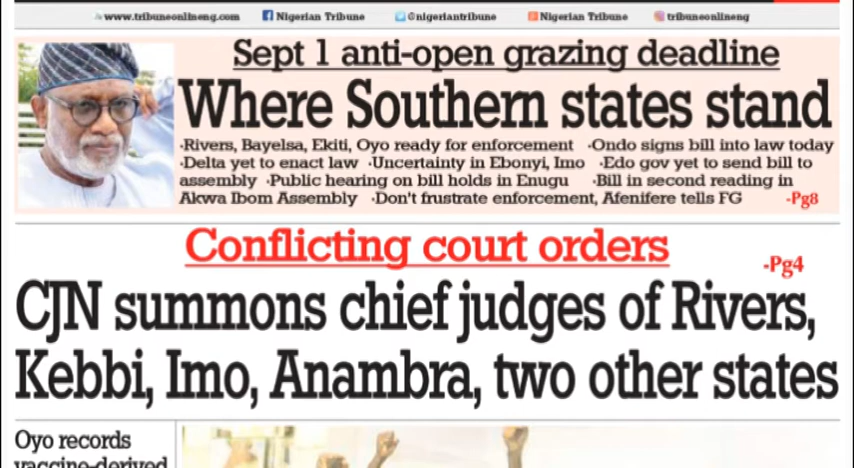 www.tribuneonlineng.com Nigerian Tribune @nigeriantribune Nigerian Tribune tribuneonlineng
Sept 1 anti-open grazing deadline
Where Southern states stand
•Rivers, Bayelsa, Ekiti, Oyo ready for enforcement •Ondo signs bill into law today
•Delta yet to enact law •Uncertainty in Ebonyi, Imo •Edo gov yet to send bill to
assembly •Public hearing on bill holds in Enugu •Bill in second reading in
Akwa Ibom Assembly •Don't frustrate enforcement, Afenifere tells FG -Pg8
Conflicting court orders
-Pg4
CJN summons chief judges of Rivers,
Kebbi, Imo, Anambra, two other states
Oyo records
vaccine-derived